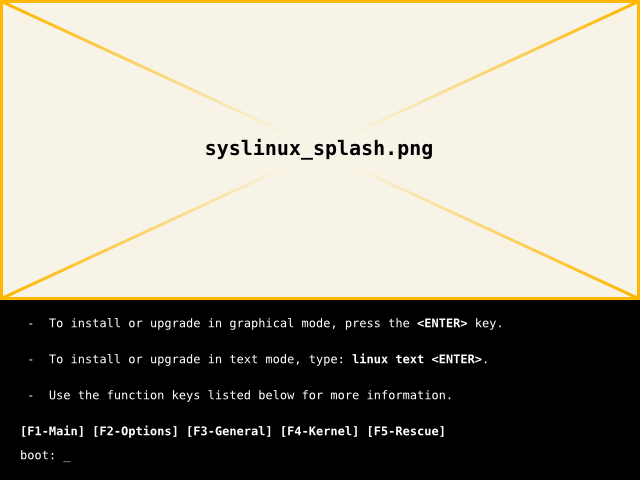 syslinux_splash.png
- To install or upgrade in graphical mode, press the <ENTER> key.
- To install or upgrade in text mode, type: linux text <ENTER>.
- Use the function keys listed below for more information.
[F1-Main] [F2-Options] [F3-General] [F4-Kernel] [F5-Rescue]
boot: _